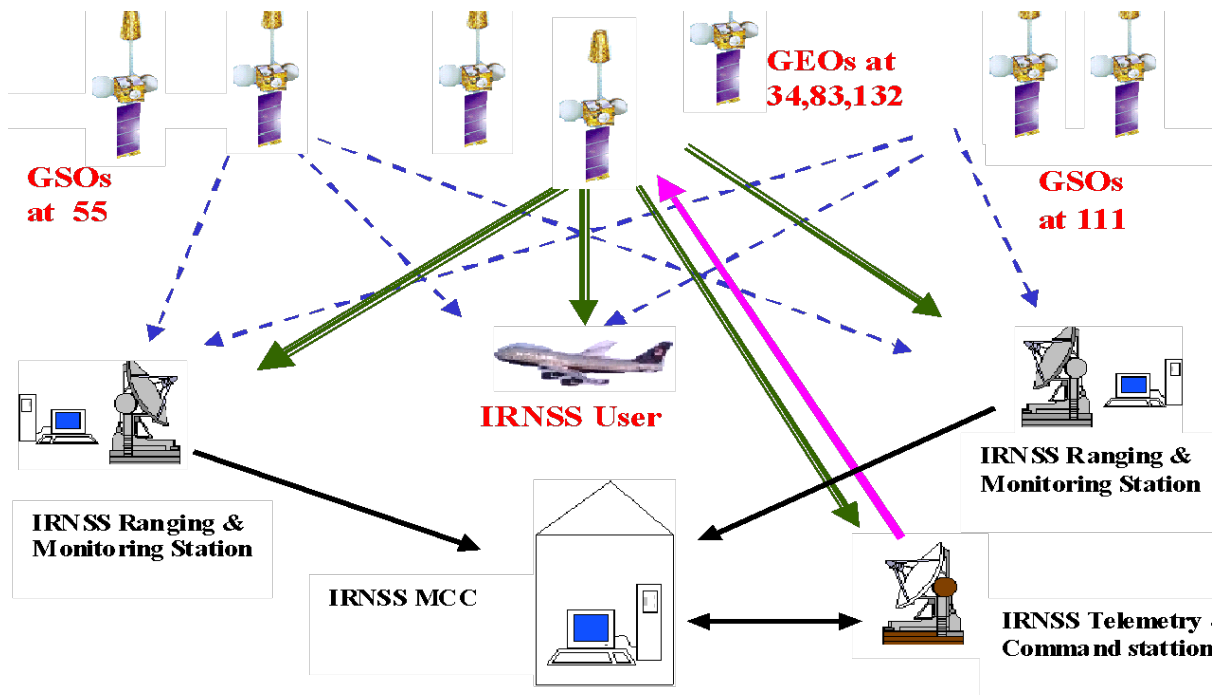 GEOs at
34,83,132
GSOs
at 55
GSOs
at 111
IRNSS User
IRNSS Ranging &
Monitoring Station
IRNSS Ranging &
Monitoring Station
IRNSS MCC
IRNSS Telemetry
Command stattion